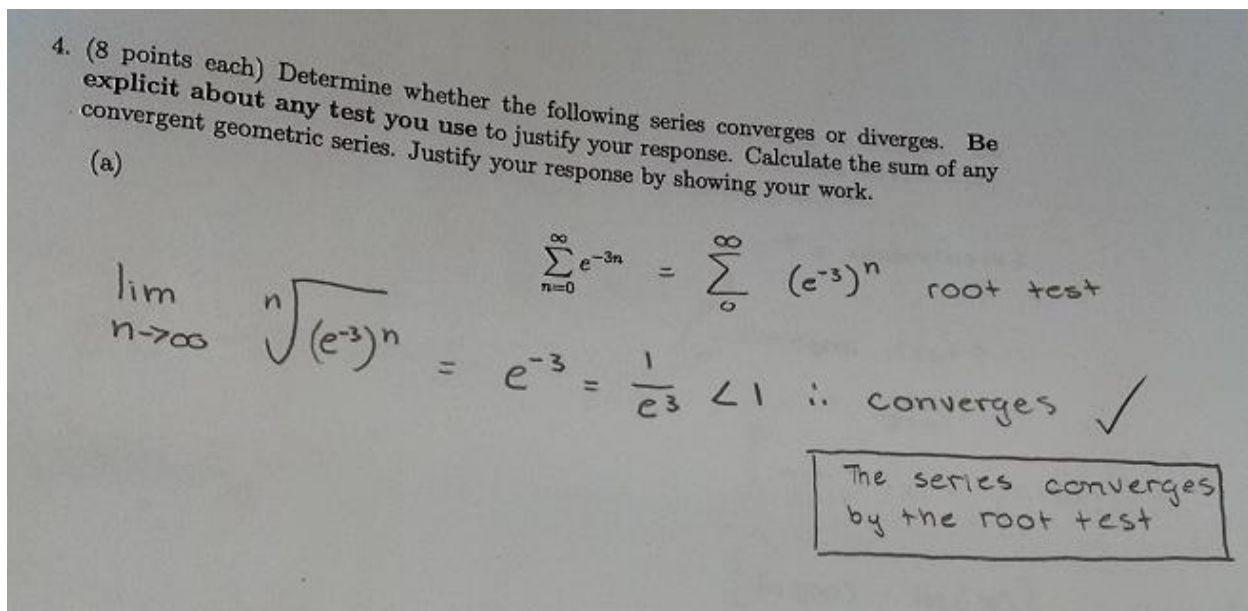 4. (8 points each) Determine whether the following series converges or diverges. Be
explicit about any test you use to justify your response. Calculate the sum of any
convergent geometric series. Justify your response by showing your work.
(a)
∞ ∑ n=0 e^{-3n} = ∞ ∑ 0 (e^{-3})^n root test
lim n→∞ ⁿ√(e^{-3})^n = e^{-3} = 1/e^3 < 1 ∴ converges ✓
The series converges
by the root test